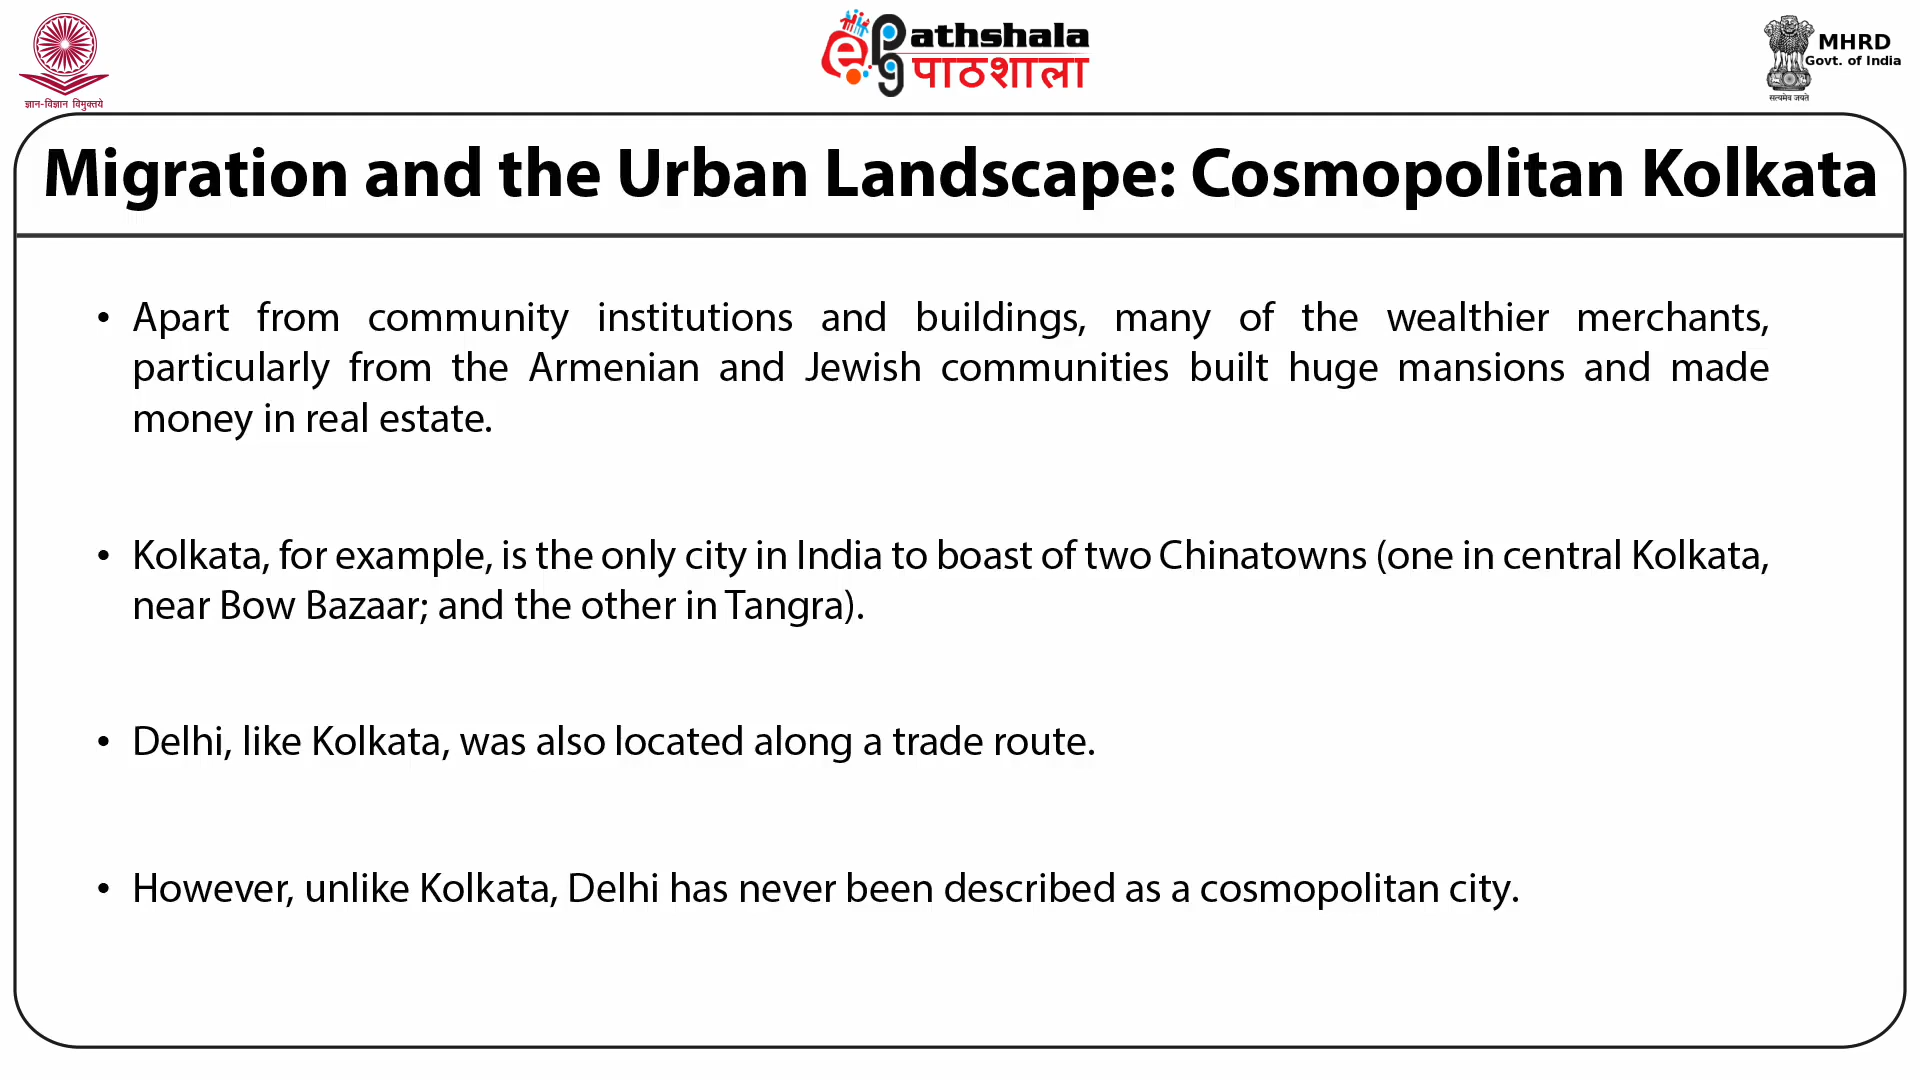 ज्ञान-विज्ञान विमुक्तये
ePathshala
पाठशाला
MHRD
Govt. of India
सत्यमेव जयते
Migration and the Urban Landscape: Cosmopolitan Kolkata
• Apart from community institutions and buildings, many of the wealthier merchants,
particularly from the Armenian and Jewish communities built huge mansions and made
money in real estate.
• Kolkata, for example, is the only city in India to boast of two Chinatowns (one in central Kolkata,
near Bow Bazaar; and the other in Tangra).
• Delhi, like Kolkata, was also located along a trade route.
• However, unlike Kolkata, Delhi has never been described as a cosmopolitan city.